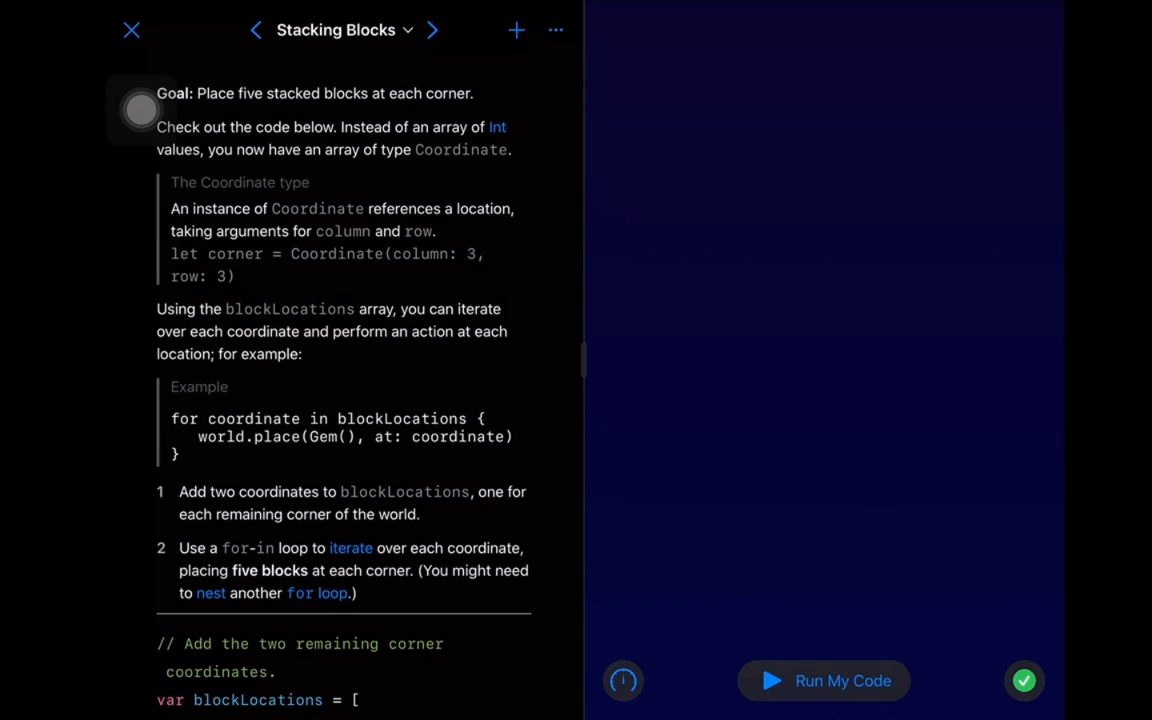 Stacking Blocks
Goal: Place five stacked blocks at each corner.
Check out the code below. Instead of an array of Int
values, you now have an array of type Coordinate.
The Coordinate type
An instance of Coordinate references a location,
taking arguments for column and row.
let corner = Coordinate(column: 3,
row: 3)
Using the blockLocations array, you can iterate
over each coordinate and perform an action at each
location; for example:
Example
for coordinate in blockLocations {
world.place(Gem(), at: coordinate)
}
1 Add two coordinates to blockLocations, one for
each remaining corner of the world.
2 Use a for-in loop to iterate over each coordinate,
placing five blocks at each corner. (You might need
to nest another for loop.)
// Add the two remaining corner
coordinates.
var blockLocations = [
Run My Code